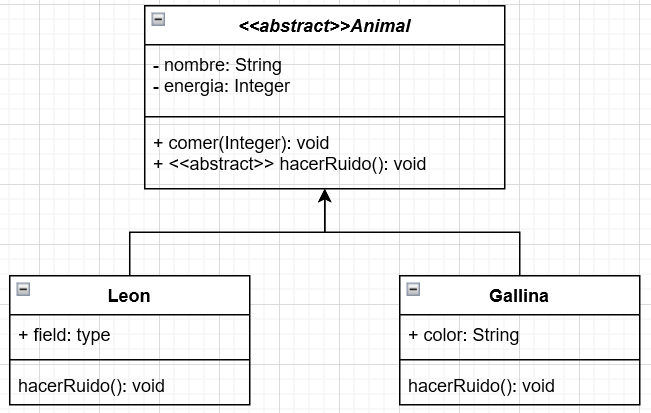 <<abstract>>Animal
- nombre: String
- energia: Integer
+ comer(Integer): void
+ <<abstract>> hacerRuido(): void
Leon
+ field: type
hacerRuido(): void
Gallina
+ color: String
hacerRuido(): void